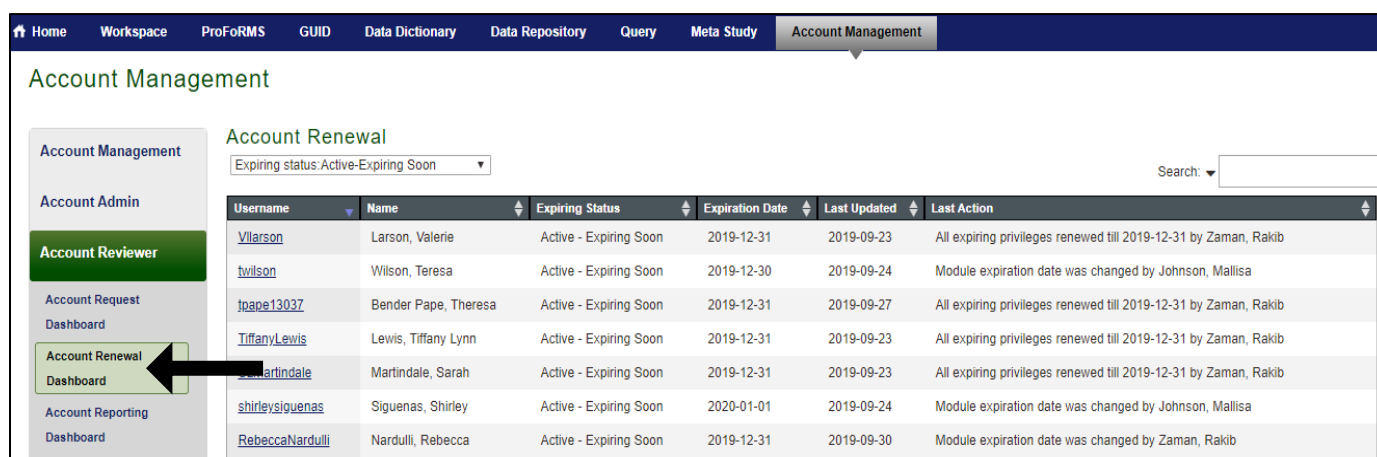 Home Workspace ProFoRMS GUID Data Dictionary Data Repository Query Meta Study Account Management
Account Management
Account Management
Account Admin
Account Reviewer
Account Request
Dashboard
Account Renewal
Dashboard
Account Reporting
Dashboard
Account Renewal
Expiring status:Active-Expiring Soon
Search:
Username Name Expiring Status Expiration Date Last Updated Last Action
Vllarson Larson, Valerie Active - Expiring Soon 2019-12-31 2019-09-23 All expiring privileges renewed till 2019-12-31 by Zaman, Rakib
twilson Wilson, Teresa Active - Expiring Soon 2019-12-30 2019-09-24 Module expiration date was changed by Johnson, Mallisa
tpape13037 Bender Pape, Theresa Active - Expiring Soon 2019-12-31 2019-09-27 All expiring privileges renewed till 2019-12-31 by Zaman, Rakib
TiffanyLewis Lewis, Tiffany Lynn Active - Expiring Soon 2019-12-31 2019-09-23 All expiring privileges renewed till 2019-12-31 by Zaman, Rakib
Martindale, Sarah Active - Expiring Soon 2019-12-31 2019-09-23 All expiring privileges renewed till 2019-12-31 by Zaman, Rakib
shirleysiguenas Siguenas, Shirley Active - Expiring Soon 2020-01-01 2019-09-24 Module expiration date was changed by Johnson, Mallisa
RebeccaNardulli Nardulli, Rebecca Active - Expiring Soon 2019-12-31 2019-09-30 Module expiration date was changed by Zaman, Rakib